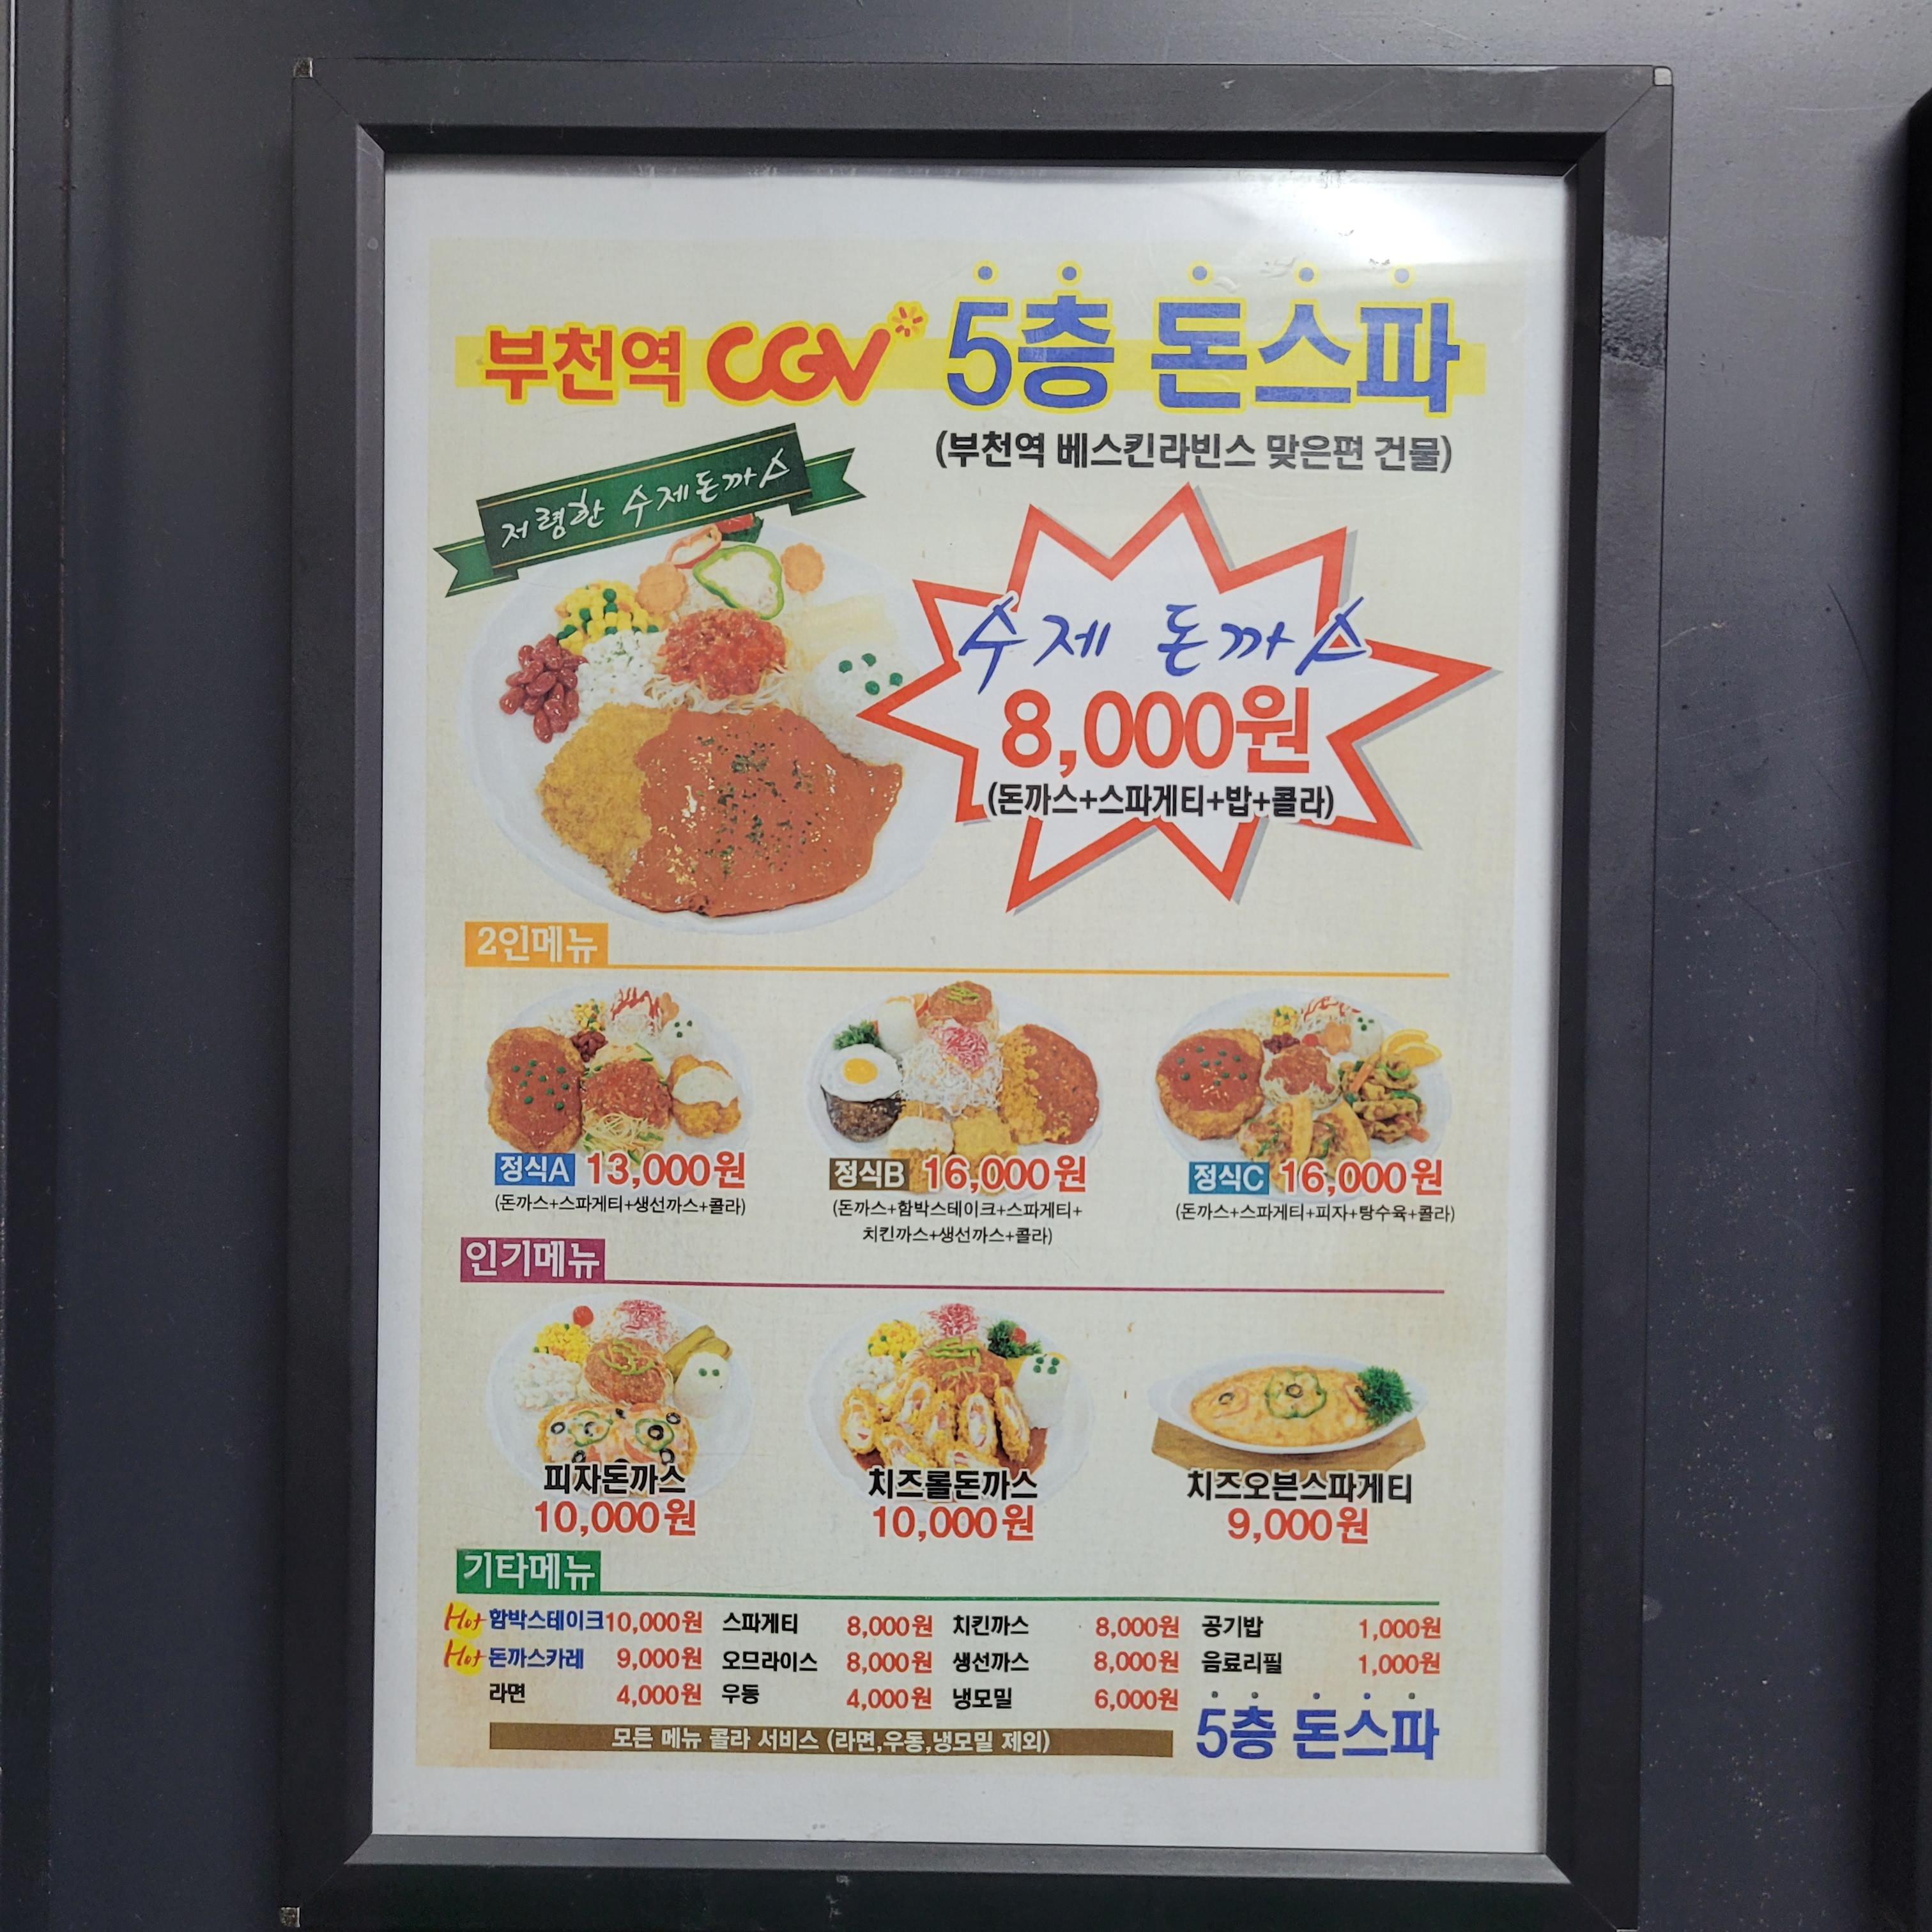 부천역 CGV 5층 돈스파
(부천역 베스킨라빈스 맞은편 건물)
저렴한 수제돈까스
수제 돈까스
8,000원
(돈까스+스파게티+밥+콜라)
2인메뉴
정식A 13,000원
(돈까스+스파게티+생선까스+콜라)
정식B 16,000원
(돈까스+함박스테이크+스파게티+
치킨까스+생선까스+콜라)
정식C 16,000원
(돈까스+스파게티+피자+탕수육+콜라)
인기메뉴
피자돈까스
10,000원
치즈롤돈까스
10,000원
치즈오븐스파게티
9,000원
기타메뉴
Hot 함박스테이크 10,000원 스파게티 8,000원 치킨까스 8,000원 공기밥 1,000원
Hot 돈까스카레 9,000원 오므라이스 8,000원 생선까스 8,000원 음료리필 1,000원
라면 4,000원 우동 4,000원 냉모밀 6,000원
모든 메뉴 콜라 서비스 (라면,우동,냉모밀 제외)
5층 돈스파